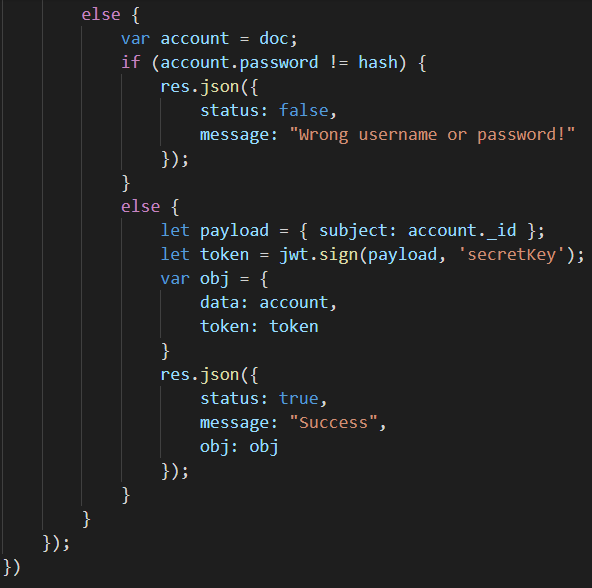 else {
var account = doc;
if (account.password != hash) {
res.json({
status: false,
message: "Wrong username or password!"
});
}
else {
let payload = { subject: account._id };
let token = jwt.sign(payload, 'secretKey');
var obj = {
data: account,
token: token
}
res.json({
status: true,
message: "Success",
obj: obj
});
}
}
});
})